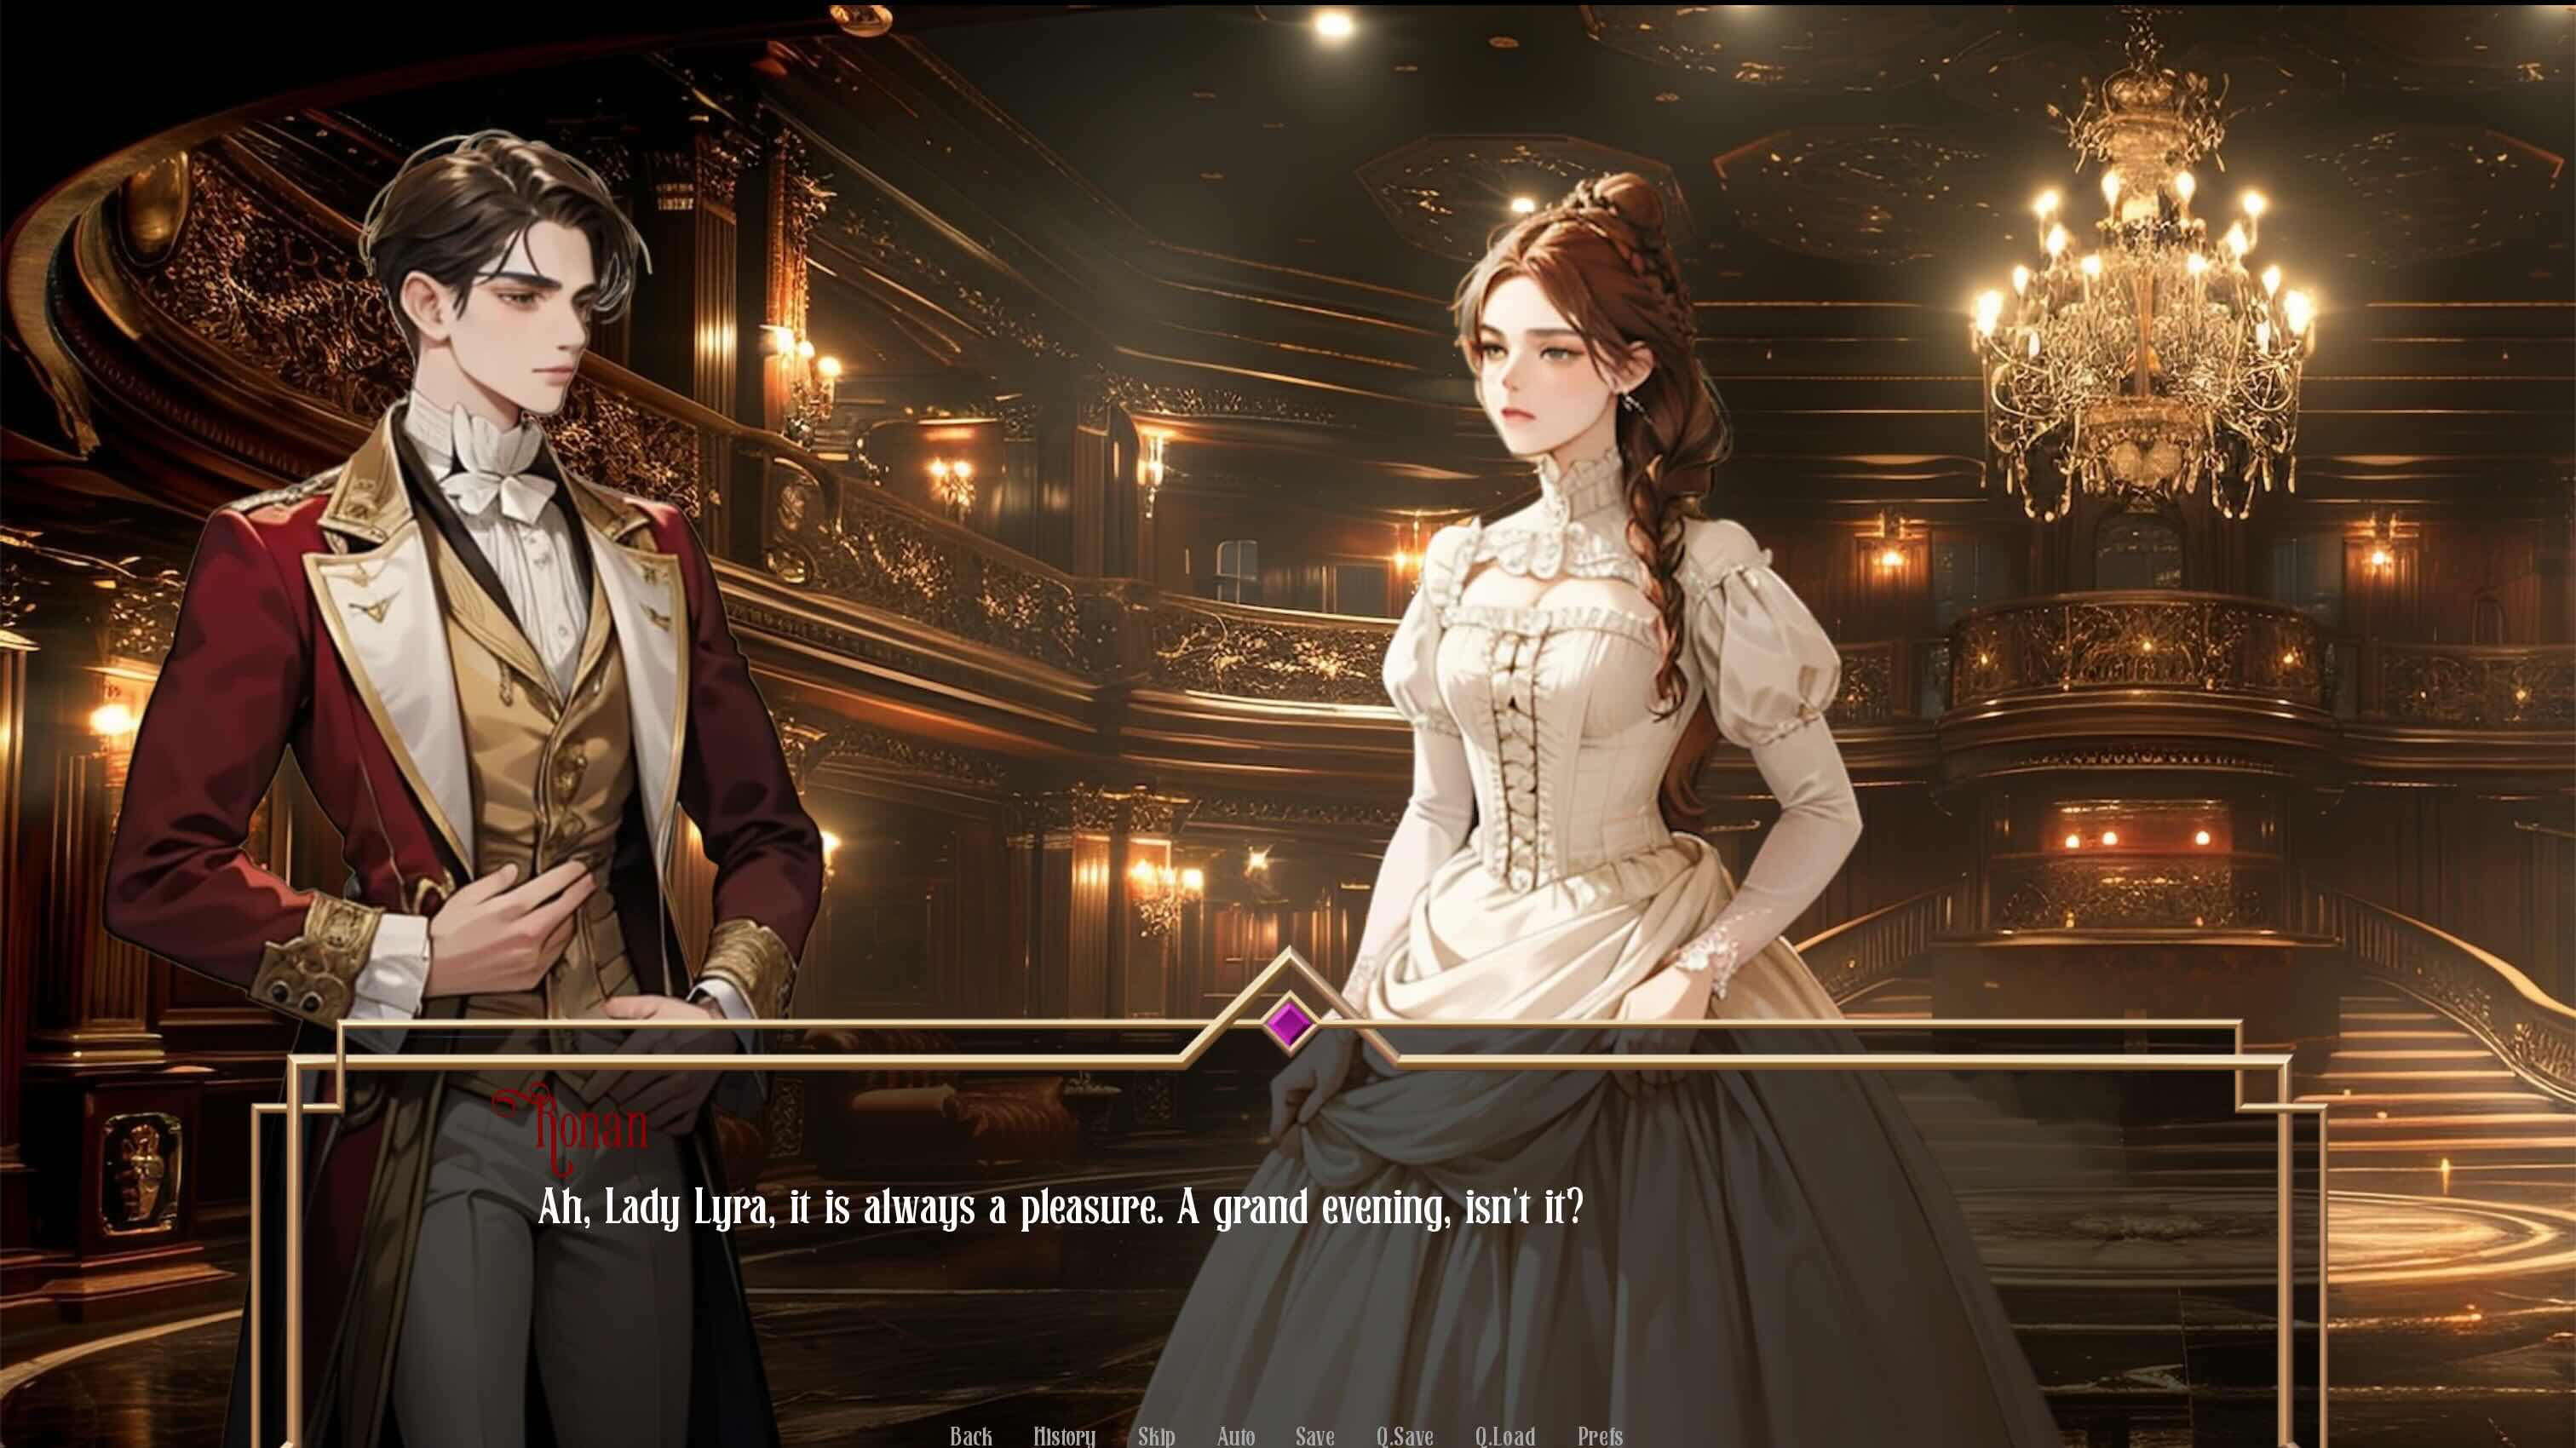 Ronan
Ah, Lady Lyra, it is always a pleasure. A grand evening, isn't it?
Back History Skip Auto Save Q.Save Q.Load Prefs